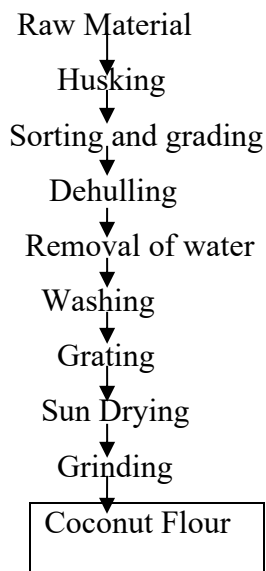 Raw Material
Husking
Sorting and grading
Dehulling
Removal of water
Washing
Grating
Sun Drying
Grinding
Coconut Flour